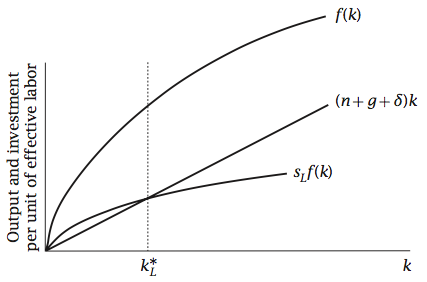 f(k)
(n + g + δ)k
s_L f(k)
Output and investment
per unit of effective labor
k*_L
k